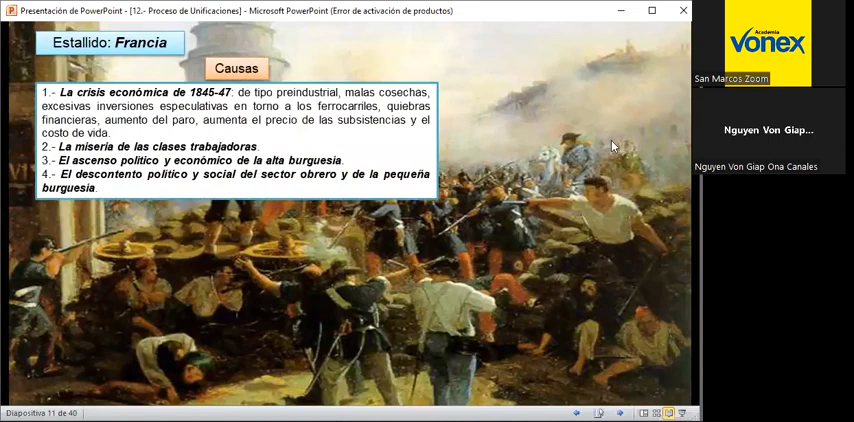 Presentación de PowerPoint - [12.- Proceso de Unificaciones] - Microsoft PowerPoint (Error de activación de productos)
Estallido: Francia
Causas
1.- La crisis económica de 1845-47: de tipo preindustrial, malas cosechas,
excesivas inversiones especulativas en torno a los ferrocarriles, quiebras
financieras, aumento del paro, aumenta el precio de las subsistencias y el
costo de vida.
2.- La miseria de las clases trabajadoras.
3.- El ascenso político y económico de la alta burguesía.
4.- El descontento político y social del sector obrero y de la pequeña
burguesía.
Diapositiva 11 de 40
Academia
VONEX
San Marcos Zoom
Nguyen Von Giap...
Nguyen Von Giap Ona Canales